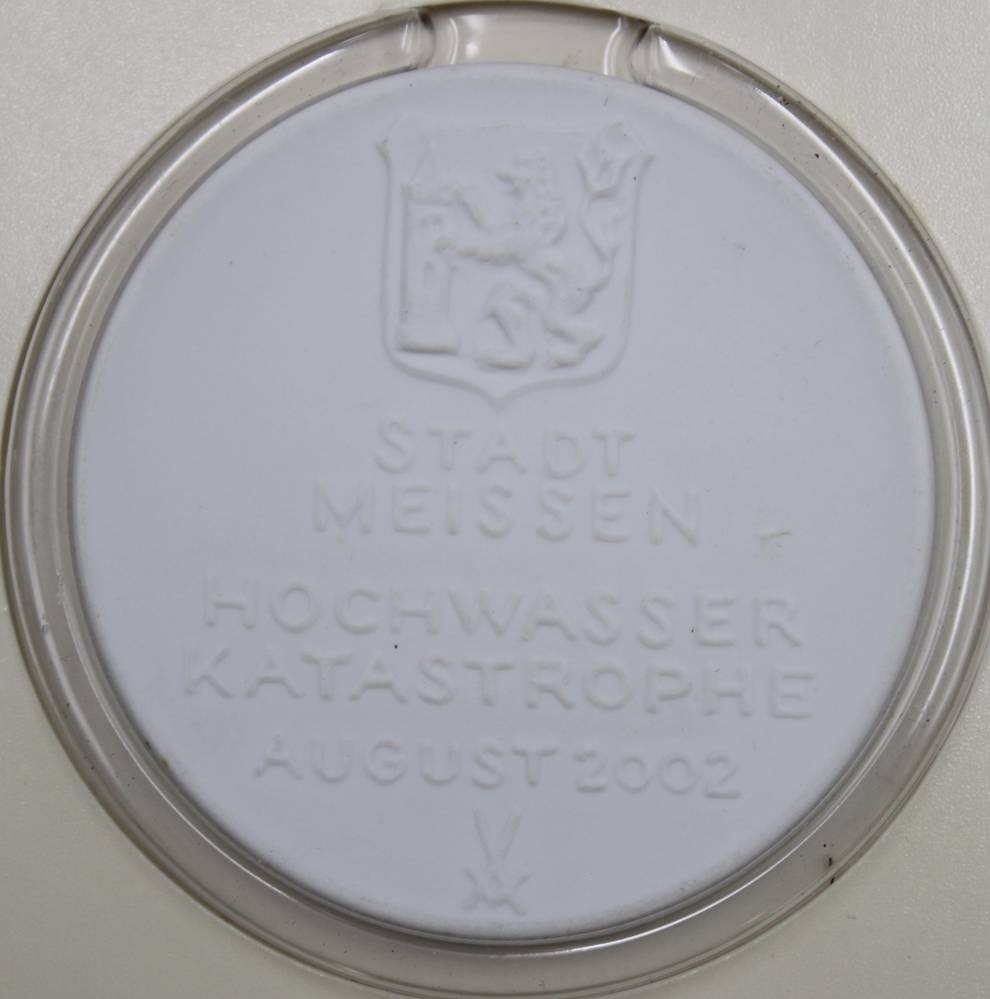 STADT
MEISSEN
HOCHWASSER
KATASTROPHE
AUGUST 2002